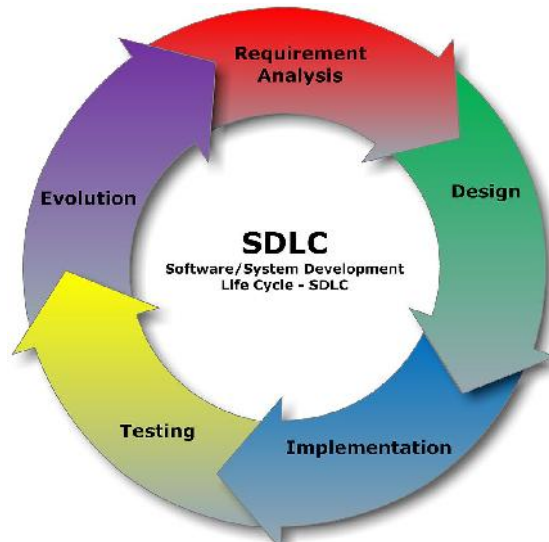 Requirement
Analysis
Design
Evolution
SDLC
Software/System Development
Life Cycle - SDLC
Testing
Implementation